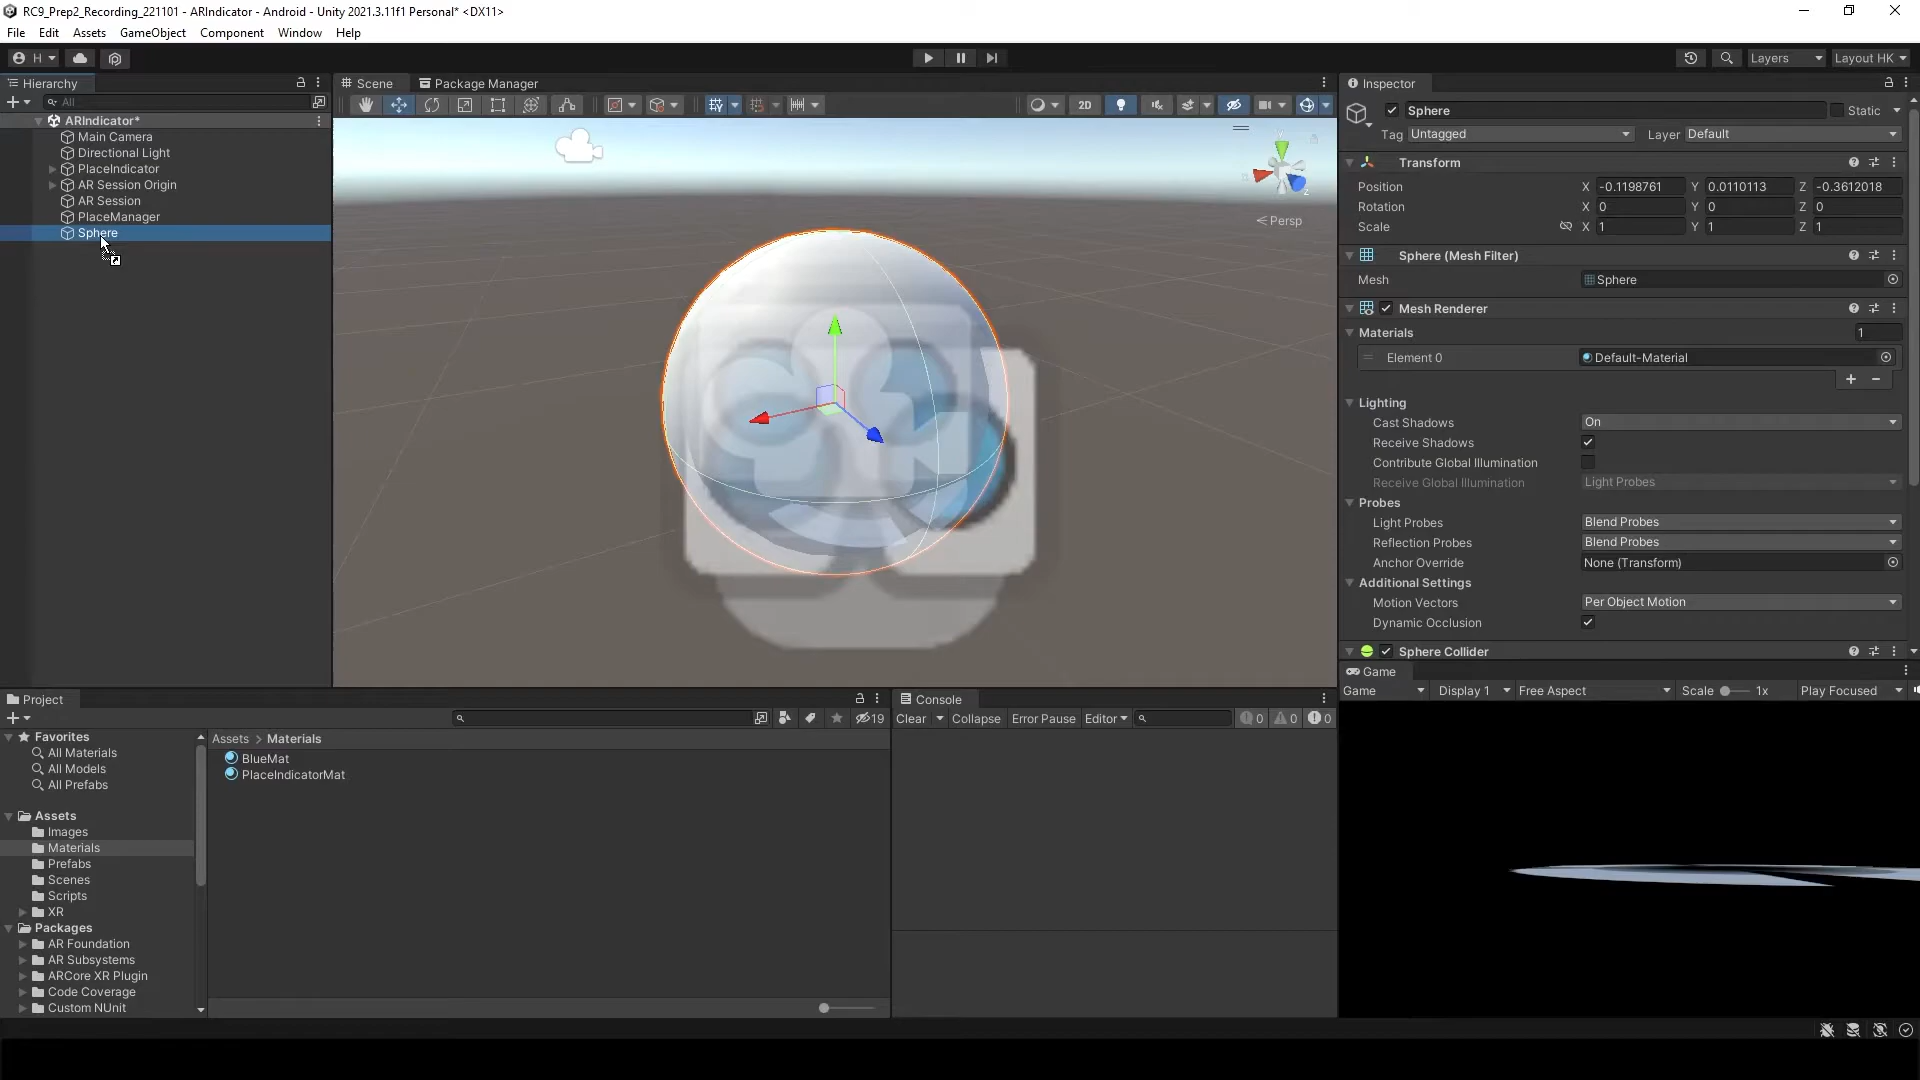 RC9_Prep2_Recording_221101 - ARIndicator - Android - Unity 2021.3.11f1 Personal* <DX11>
File Edit Assets GameObject Component Window Help
H Layers Layout HK
Hierarchy Scene Package Manager Inspector
All 2D Sphere Static
ARIndicator* Tag Untagged Layer Default
Main Camera
Directional Light
PlaceIndicator
AR Session Origin
AR Session
PlaceManager
Sphere
Persp
Transform
Position X -0.1198761 Y 0.0110113 Z -0.3612018
Rotation X 0 Y 0 Z 0
Scale X 1 Y 1 Z 1
Sphere (Mesh Filter)
Mesh Sphere
Mesh Renderer
Materials 1
Element 0 Default-Material
Lighting
Cast Shadows On
Receive Shadows
Contribute Global Illumination
Receive Global Illumination Light Probes
Probes
Light Probes Blend Probes
Reflection Probes Blend Probes
Anchor Override None (Transform)
Additional Settings
Motion Vectors Per Object Motion
Dynamic Occlusion
Sphere Collider
Game
Game Display 1 Free Aspect Scale 1x Play Focused
Project Console
19 Clear Collapse Error Pause Editor 0 0 0
Favorites
All Materials
All Models
All Prefabs
Assets
Images
Materials
Prefabs
Scenes
Scripts
XR
Packages
AR Foundation
AR Subsystems
ARCore XR Plugin
Code Coverage
Custom NUnit
Assets > Materials
BlueMat
PlaceIndicatorMat